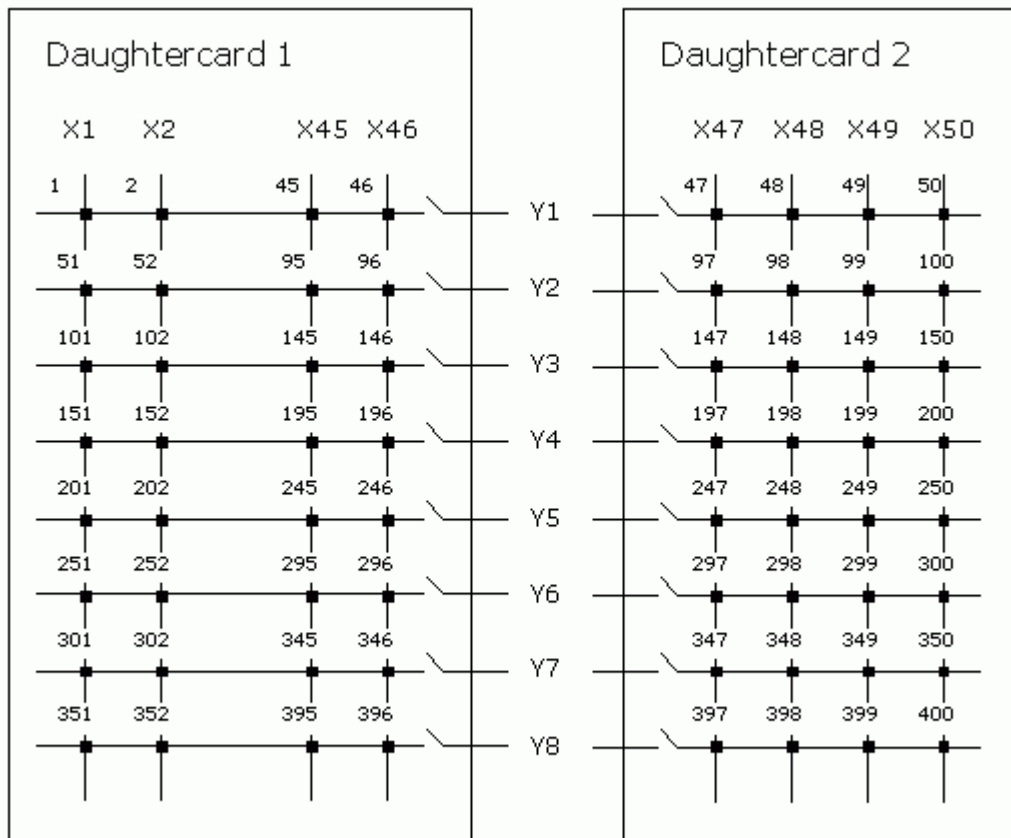 Daughtercard 1 Daughtercard 2
X1 X2 X45 X46 X47 X48 X49 X50
1 2 45 46 47 48 49 50
Y1
51 52 95 96 97 98 99 100
Y2
101 102 145 146 147 148 149 150
Y3
151 152 195 196 197 198 199 200
Y4
201 202 245 246 247 248 249 250
Y5
251 252 295 296 297 298 299 300
Y6
301 302 345 346 347 348 349 350
Y7
351 352 395 396 397 398 399 400
Y8